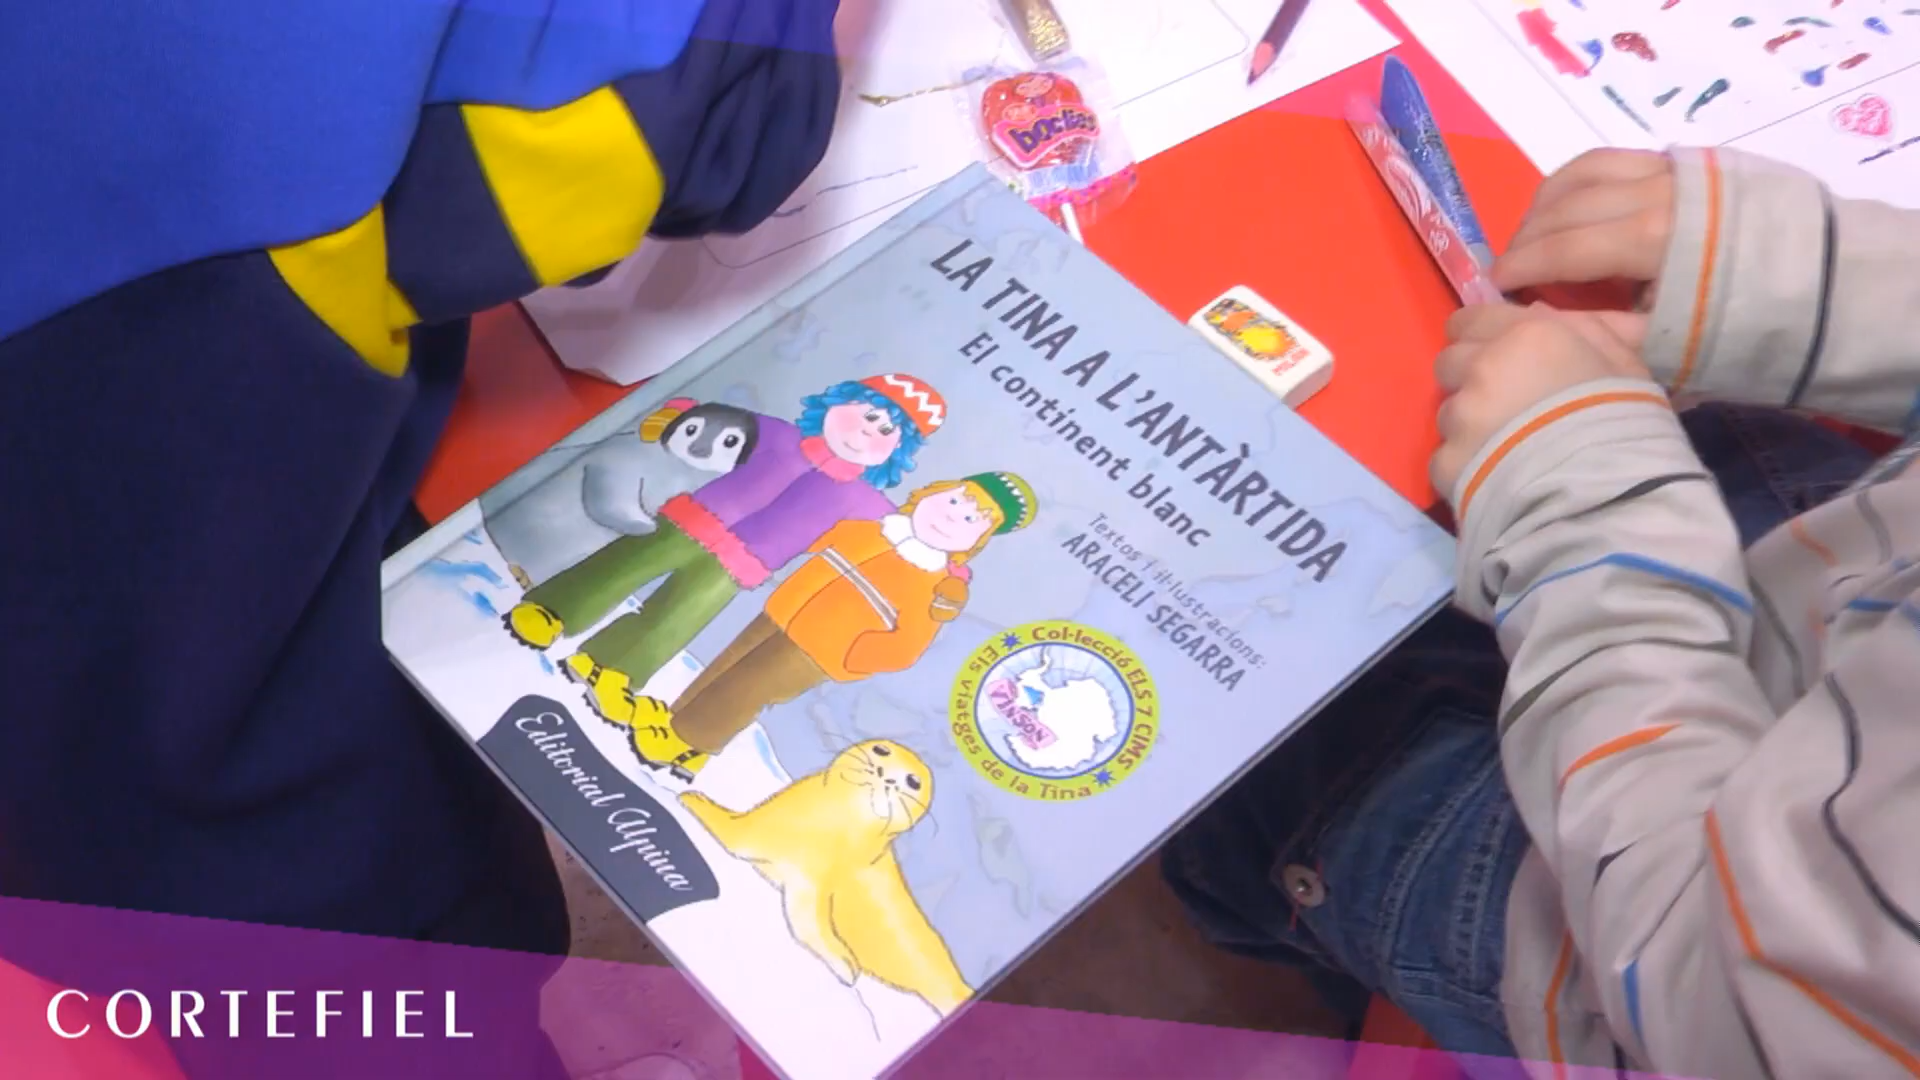 LA TINA A L'ANTÀRTIDA
El continent blanc
Textos i il·lustracions:
ARACELI SEGARRA
Col·lecció ELS 7 CIMS
Els viatges de la Tina
VINSON
Editorial Alpina
CORTEFIEL